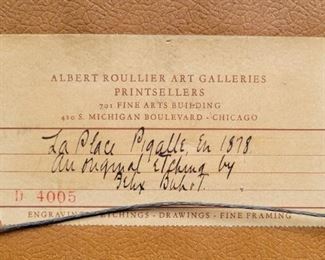 ALBERT ROULLIER ART GALLERIES
PRINTSELLERS
701 FINE ARTS BUILDING
410 S. MICHIGAN BOULEVARD - CHICAGO
La Place Pigalle, En 1878
An original Etching by
Felix Buhot.
D 4005
ENGRAVINGS - ETCHINGS - DRAWINGS - FINE FRAMING